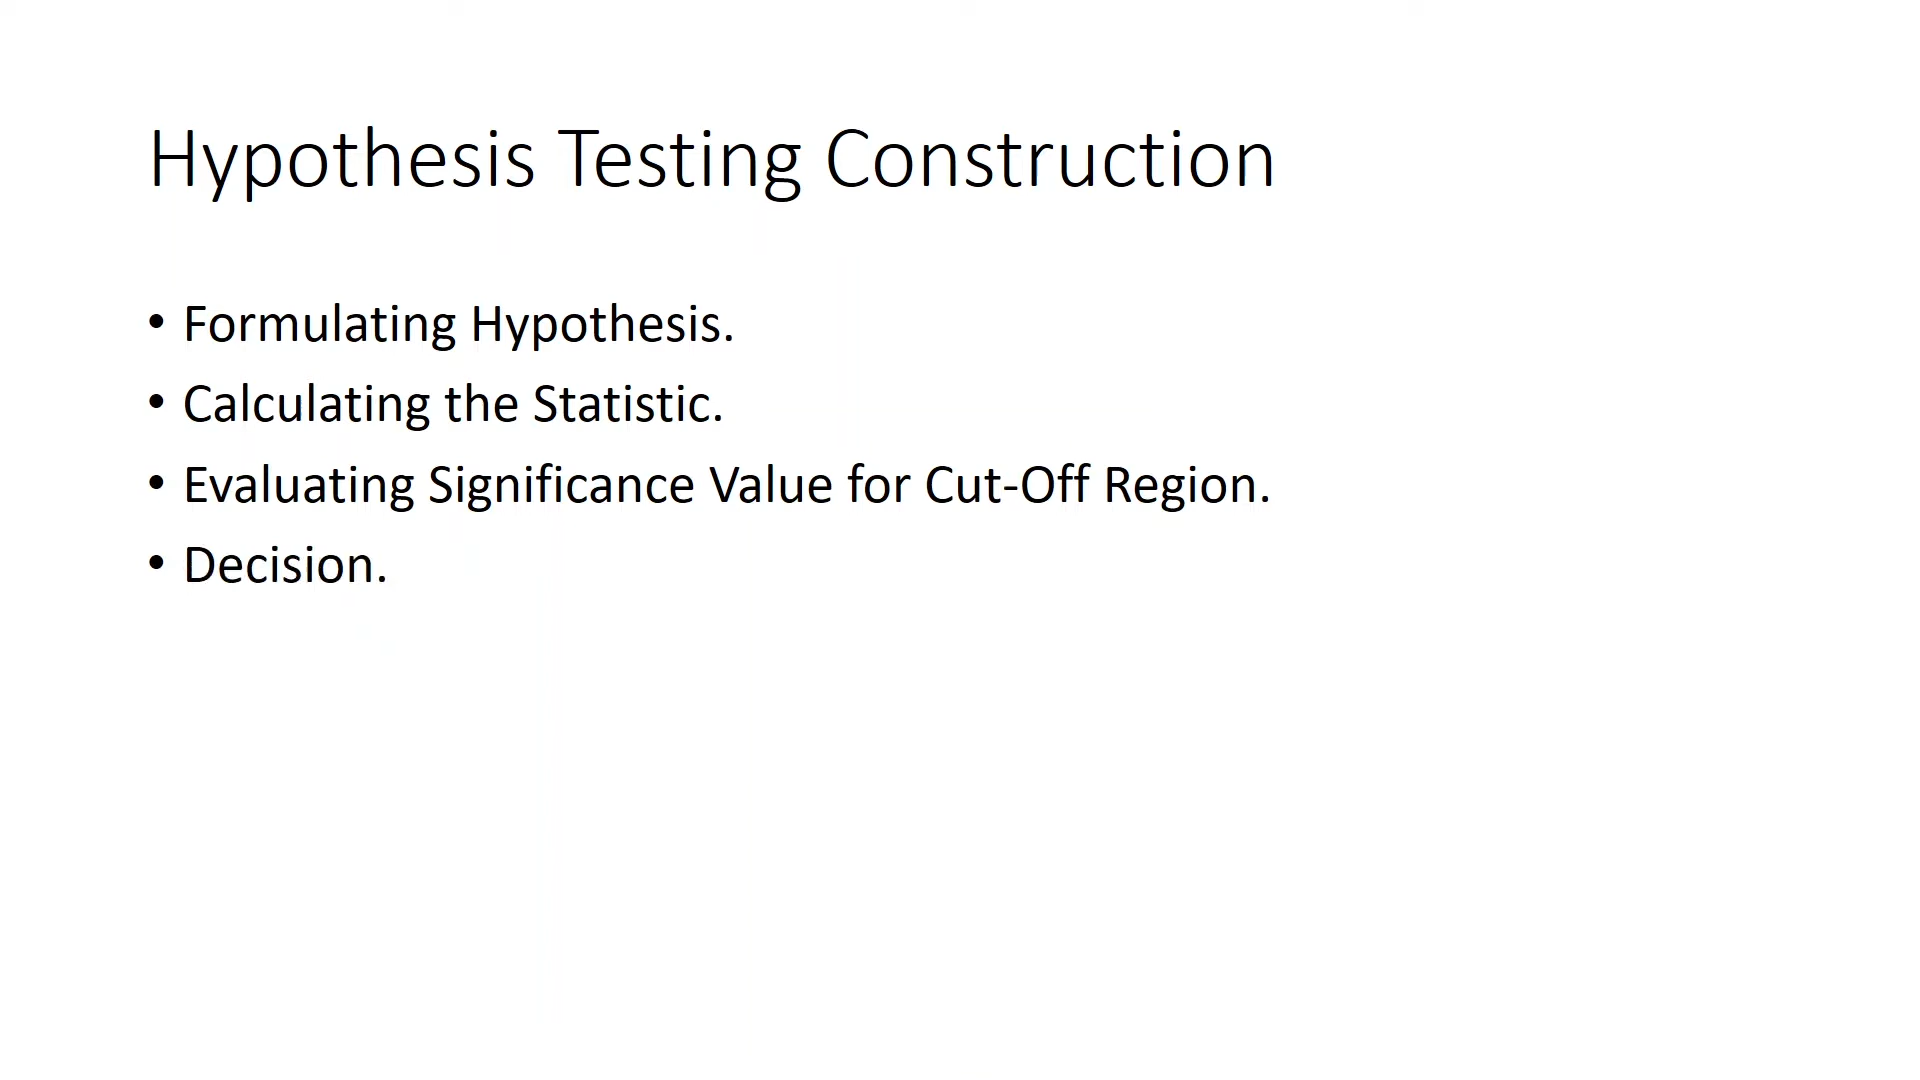 Hypothesis Testing Construction
• Formulating Hypothesis.
• Calculating the Statistic.
• Evaluating Significance Value for Cut-Off Region.
• Decision.